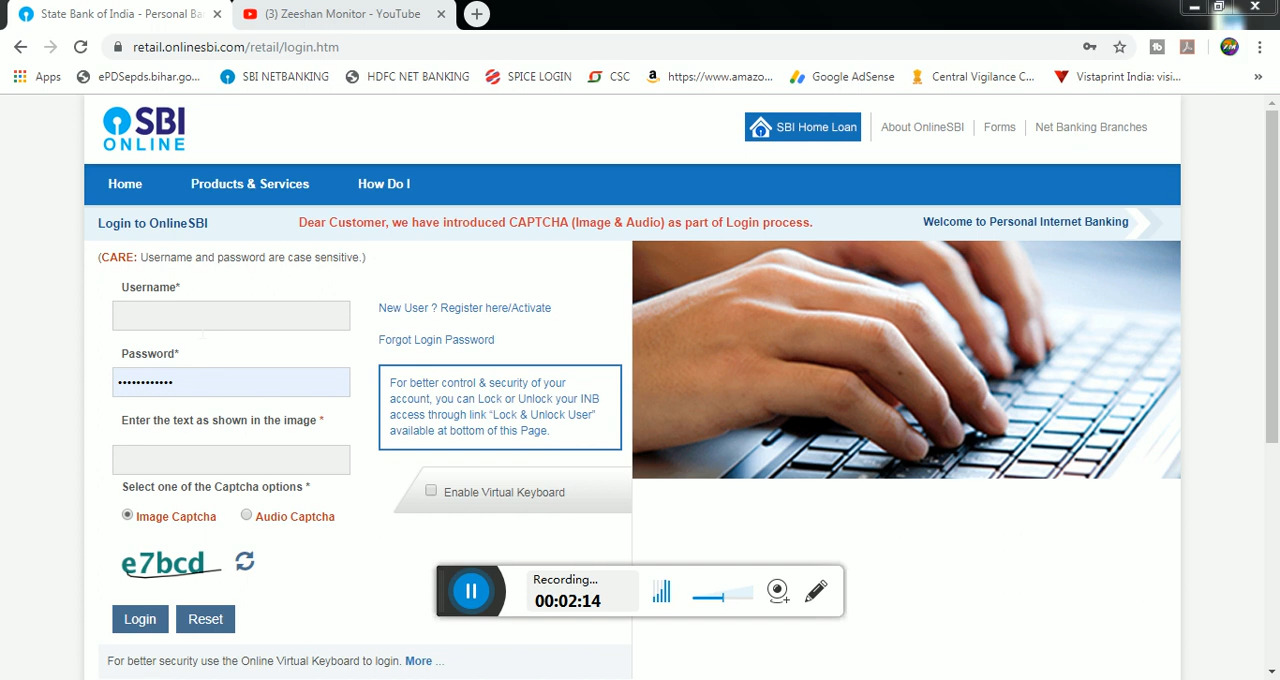 State Bank of India - Personal Ba
(3) Zeeshan Monitor - YouTube
retail.onlinesbi.com/retail/login.htm
Apps
ePDSepds.bihar.go...
SBI NETBANKING
HDFC NET BANKING
SPICE LOGIN
CSC
https://www.amazo...
Google AdSense
Central Vigilance C...
Vistaprint India: visi...
SBI
ONLINE
SBI Home Loan
About OnlineSBI
Forms
Net Banking Branches
Home
Products & Services
How Do I
Login to OnlineSBI
Dear Customer, we have introduced CAPTCHA (Image & Audio) as part of Login process.
Welcome to Personal Internet Banking
(CARE: Username and password are case sensitive.)
Username*
New User ? Register here/Activate
Forgot Login Password
Password*
••••••••••••
For better control & security of your
account, you can Lock or Unlock your INB
access through link “Lock & Unlock User”
available at bottom of this Page.
Enter the text as shown in the image *
Select one of the Captcha options *
Enable Virtual Keyboard
Image Captcha
Audio Captcha
e7bcd
Recording...
00:02:14
Login
Reset
For better security use the Online Virtual Keyboard to login. More ...